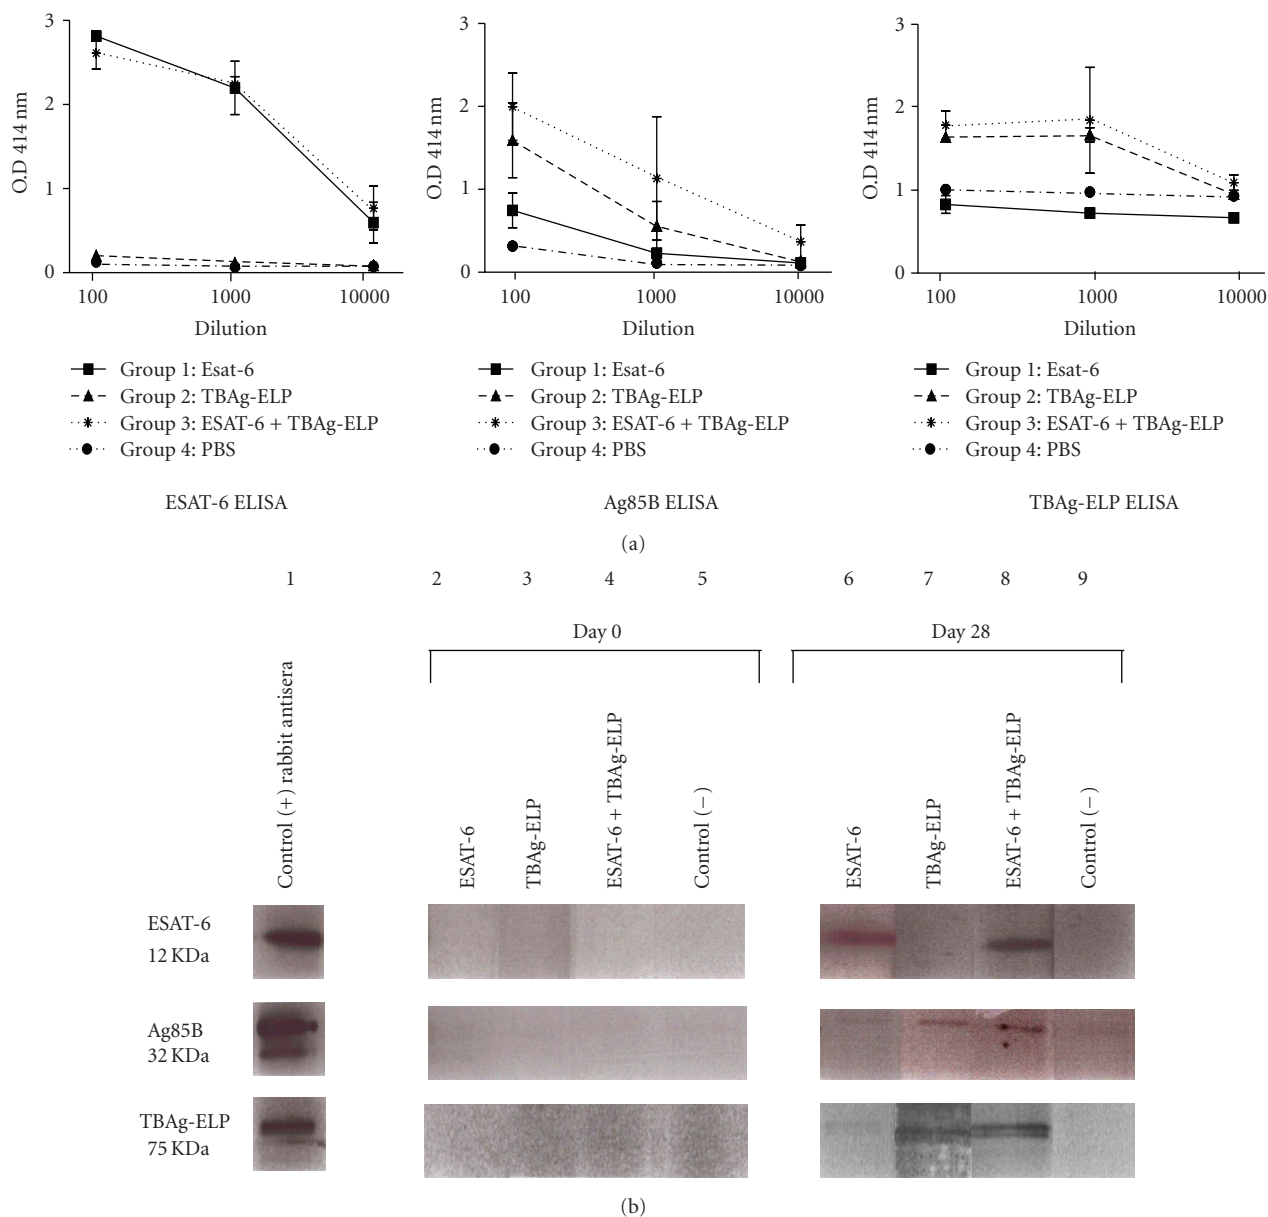 3
2
1
0
O.D 414 nm
100 1000 10000
Dilution
Group 1: Esat-6
Group 2: TBAg-ELP
Group 3: ESAT-6 + TBAg-ELP
Group 4: PBS
ESAT-6 ELISA
3
2
1
0
O.D 414 nm
100 1000 10000
Dilution
Group 1: Esat-6
Group 2: TBAg-ELP
Group 3: ESAT-6 + TBAg-ELP
Group 4: PBS
Ag85B ELISA
3
2
1
0
O.D 414 nm
100 1000 10000
Dilution
Group 1: Esat-6
Group 2: TBAg-ELP
Group 3: ESAT-6 + TBAg-ELP
Group 4: PBS
TBAg-ELP ELISA
(a)
1 2 3 4 5 6 7 8 9
Day 0 Day 28
Control (+) rabbit antisera
ESAT-6
TBAg-ELP
ESAT-6 + TBAg-ELP
Control (−)
ESAT-6
TBAg-ELP
ESAT-6 + TBAg-ELP
Control (−)
ESAT-6
12 KDa
Ag85B
32 KDa
TBAg-ELP
75 KDa
(b)